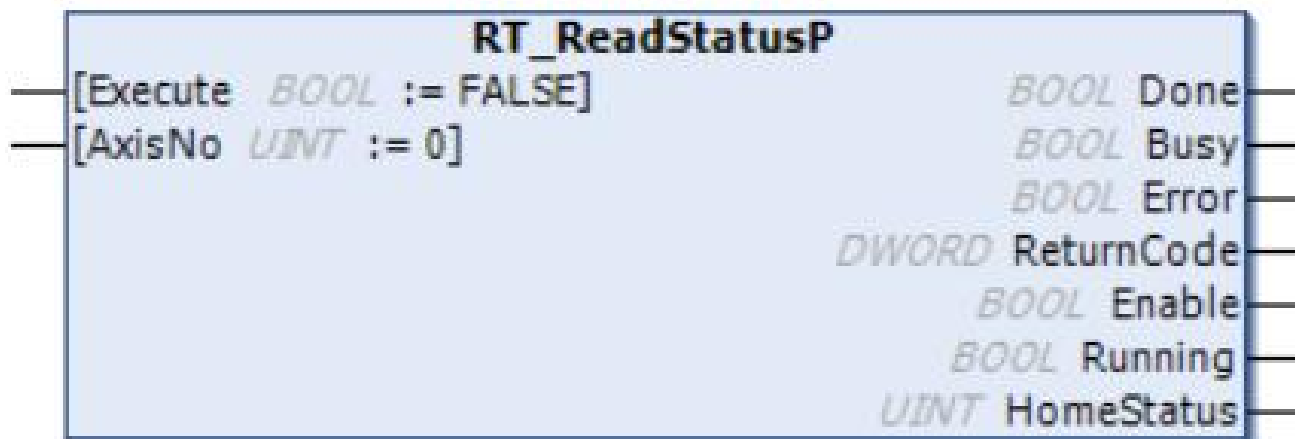 RT_ReadStatusP
[Execute BOOL := FALSE] BOOL Done
[AxisNo UINT := 0] BOOL Busy
BOOL Error
DWORD ReturnCode
BOOL Enable
BOOL Running
UINT HomeStatus